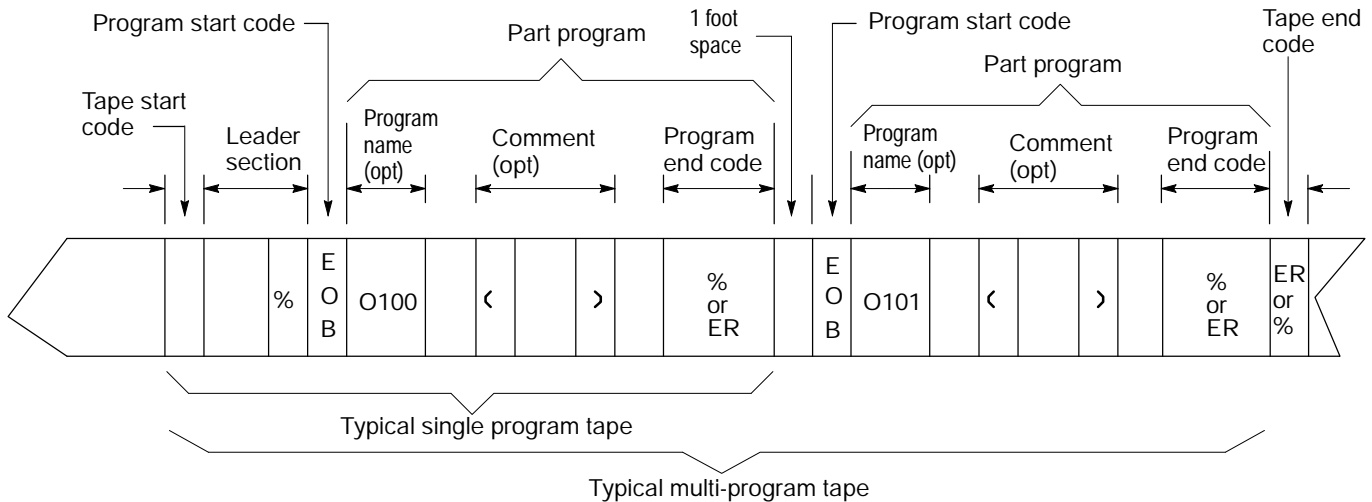 Program start code
Part program
1 foot
space
Program start code
Tape end
code
Part program
Tape start
code
Leader
section
Program
name
(opt)
Comment
(opt)
Program
end code
Program
name (opt)
Comment
(opt)
Program
end code
%
E
O
B
O100
(
)
%
or
ER
E
O
B
O101
(
)
%
or
ER
ER
or
%
Typical single program tape
Typical multi-program tape